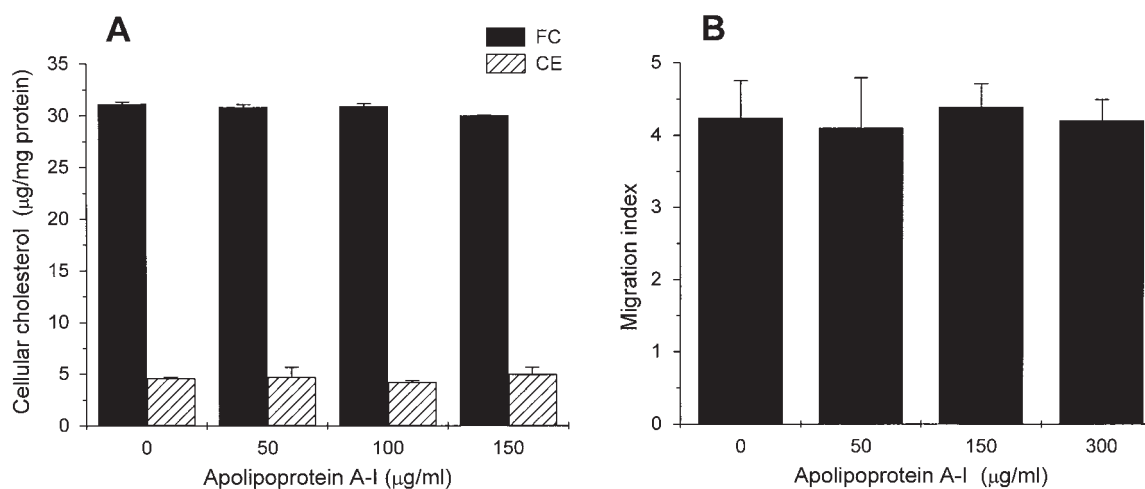 A
FC
CE
Cellular cholesterol (μg/mg protein)
35
30
25
20
15
10
5
0
0 50 100 150
Apolipoprotein A-I (μg/ml)
B
Migration index
5
4
3
2
1
0
0 50 150 300
Apolipoprotein A-I (μg/ml)